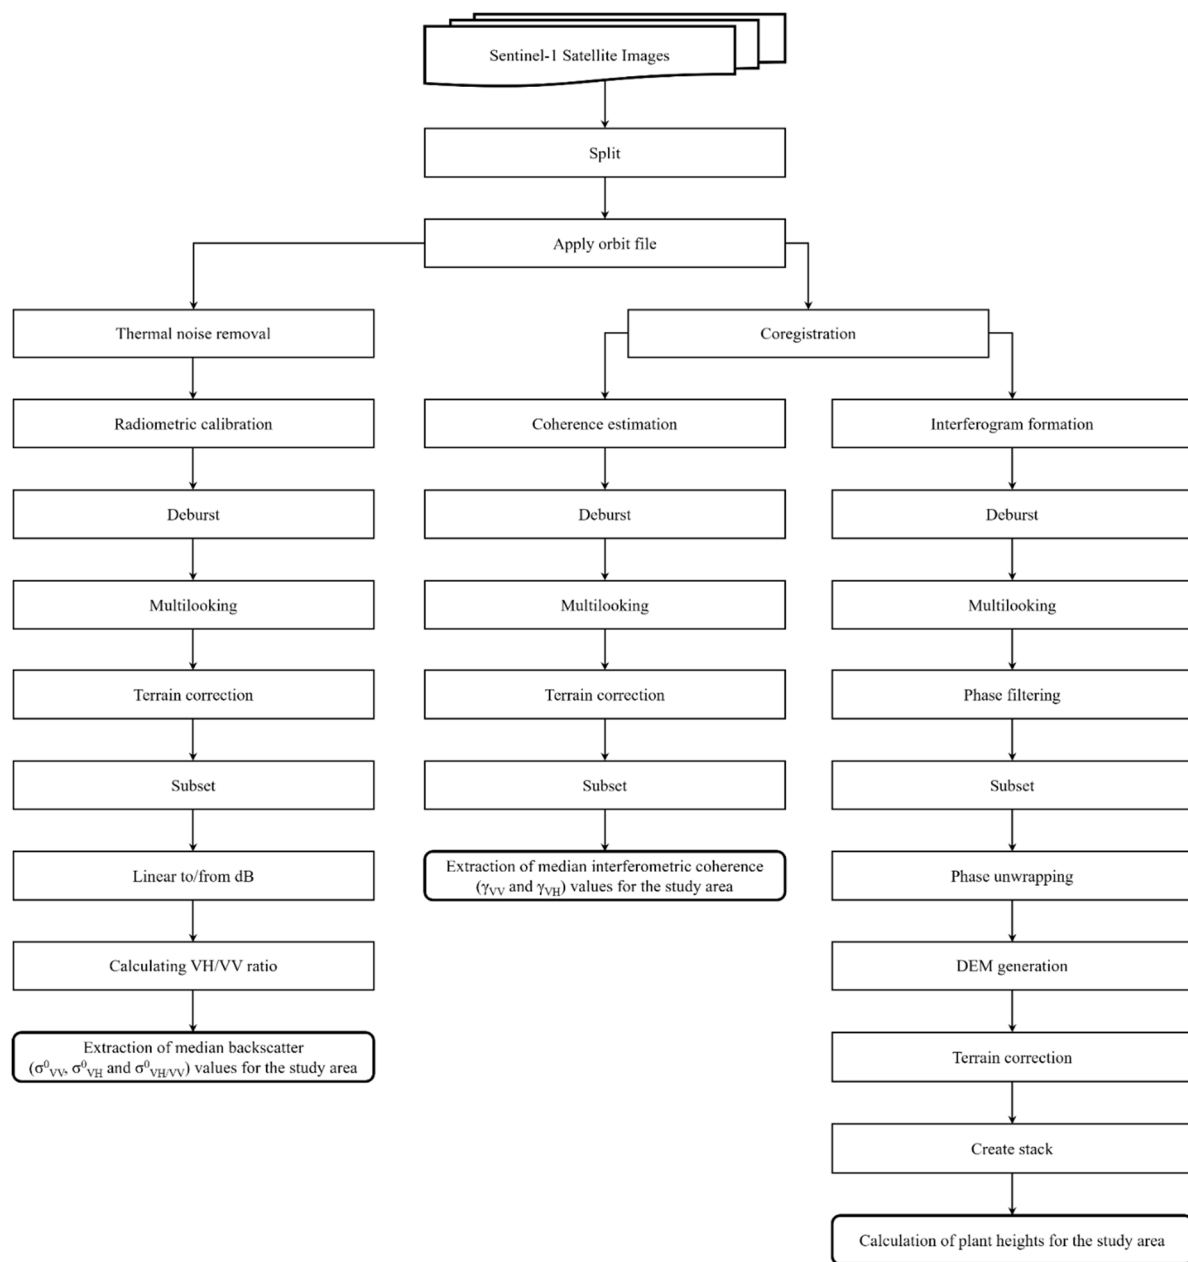 Sentinel-1 Satellite Images
Split
Apply orbit file
Thermal noise removal
Radiometric calibration
Deburst
Multilooking
Terrain correction
Subset
Linear to/from dB
Calculating VH/VV ratio
Extraction of median backscatter
(σ⁰VV, σ⁰VH and σ⁰VH/VV) values for the study area
Coregistration
Coherence estimation
Deburst
Multilooking
Terrain correction
Subset
Extraction of median interferometric coherence
(γVV and γVH) values for the study area
Interferogram formation
Deburst
Multilooking
Phase filtering
Subset
Phase unwrapping
DEM generation
Terrain correction
Create stack
Calculation of plant heights for the study area